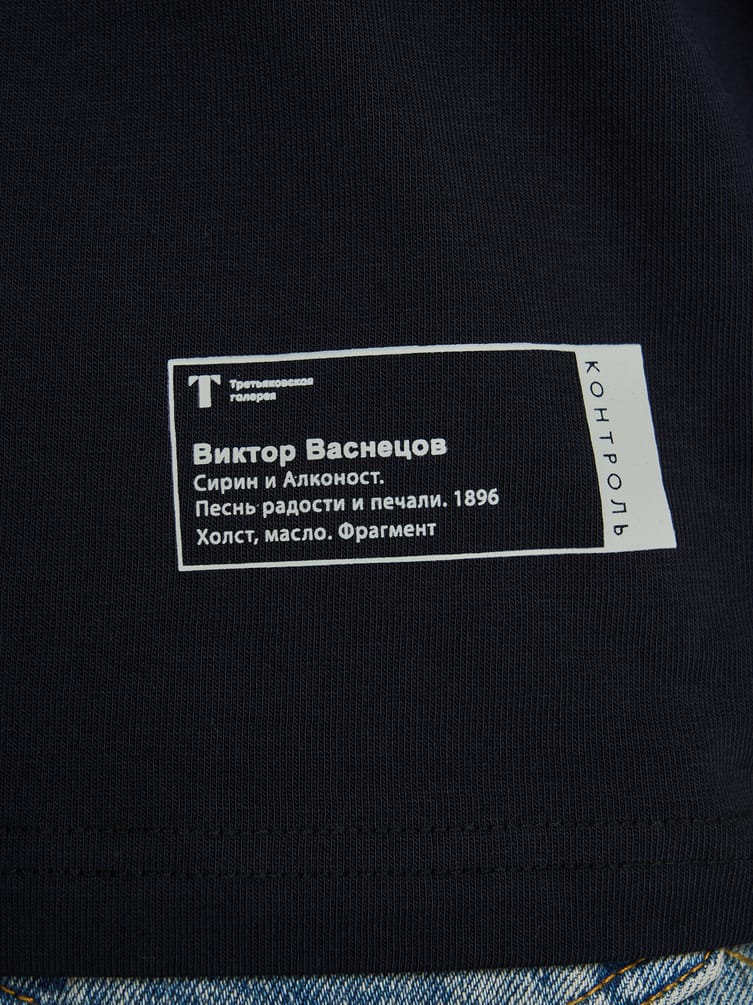 Т Третьяковская
галерея
Виктор Васнецов
Сирин и Алконост.
Песнь радости и печали. 1896
Холст, масло. Фрагмент
КОНТРОЛЬ